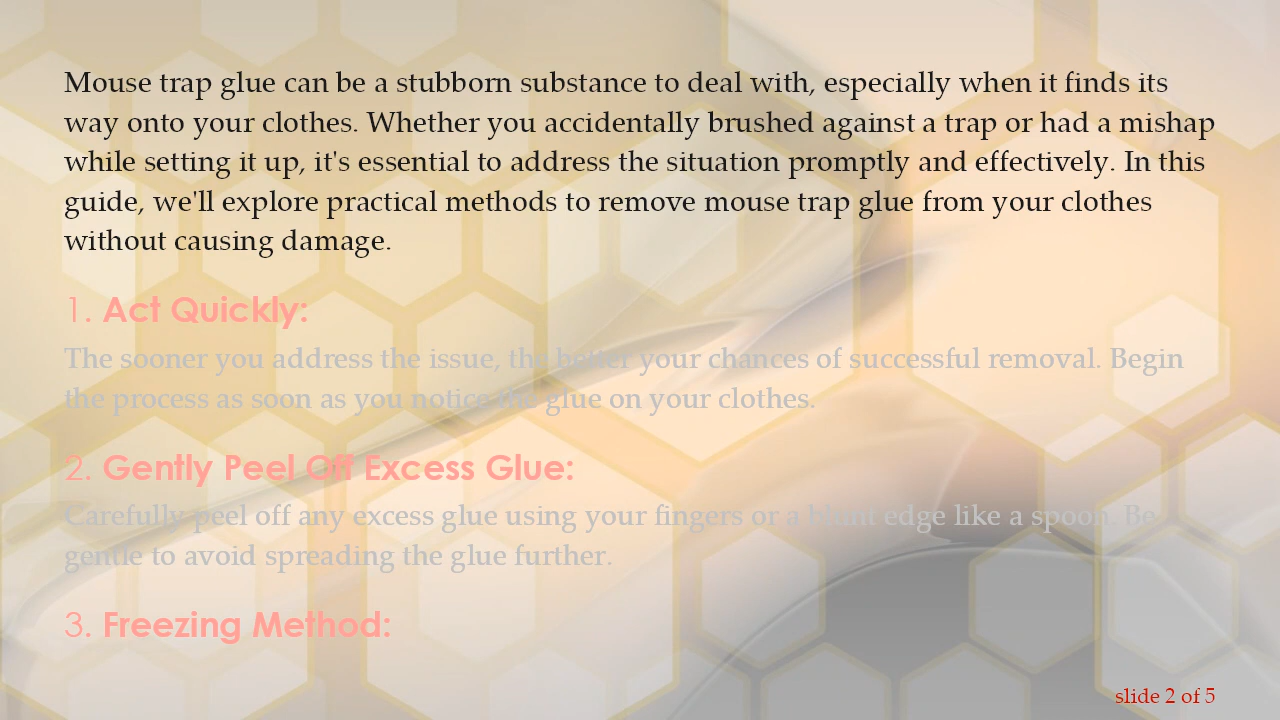 Mouse trap glue can be a stubborn substance to deal with, especially when it finds its
way onto your clothes. Whether you accidentally brushed against a trap or had a mishap
while setting it up, it's essential to address the situation promptly and effectively. In this
guide, we'll explore practical methods to remove mouse trap glue from your clothes
without causing damage.
1. Act Quickly:
The sooner you address the issue, the better your chances of successful removal. Begin
the process as soon as you notice the glue on your clothes.
2. Gently Peel Off Excess Glue:
Carefully peel off any excess glue using your fingers or a blunt edge like a spoon. Be
gentle to avoid spreading the glue further.
3. Freezing Method:
slide 2 of 5